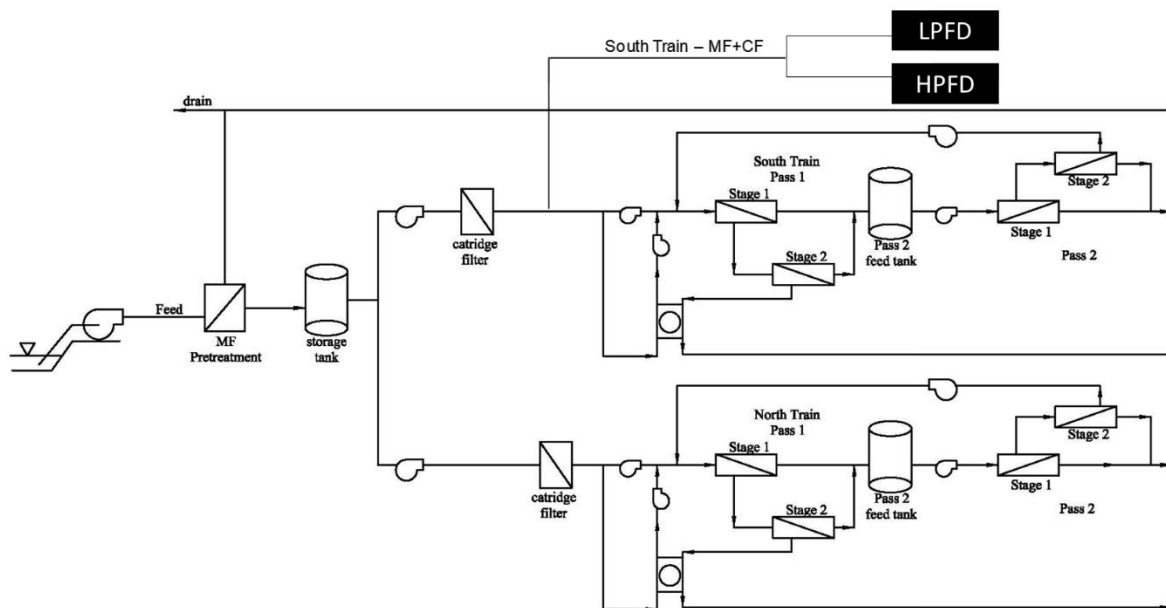 LPFD
South Train – MF+CF
HPFD
drain
South Train
Pass 1
Stage 1
Stage 2
Pass 2
feed tank
Stage 2
Stage 1
Pass 2
catridge
filter
Feed
MF
Pretreatment
storage
tank
North Train
Pass 1
Stage 1
Stage 2
Pass 2
feed tank
Stage 2
Stage 1
Pass 2
catridge
filter